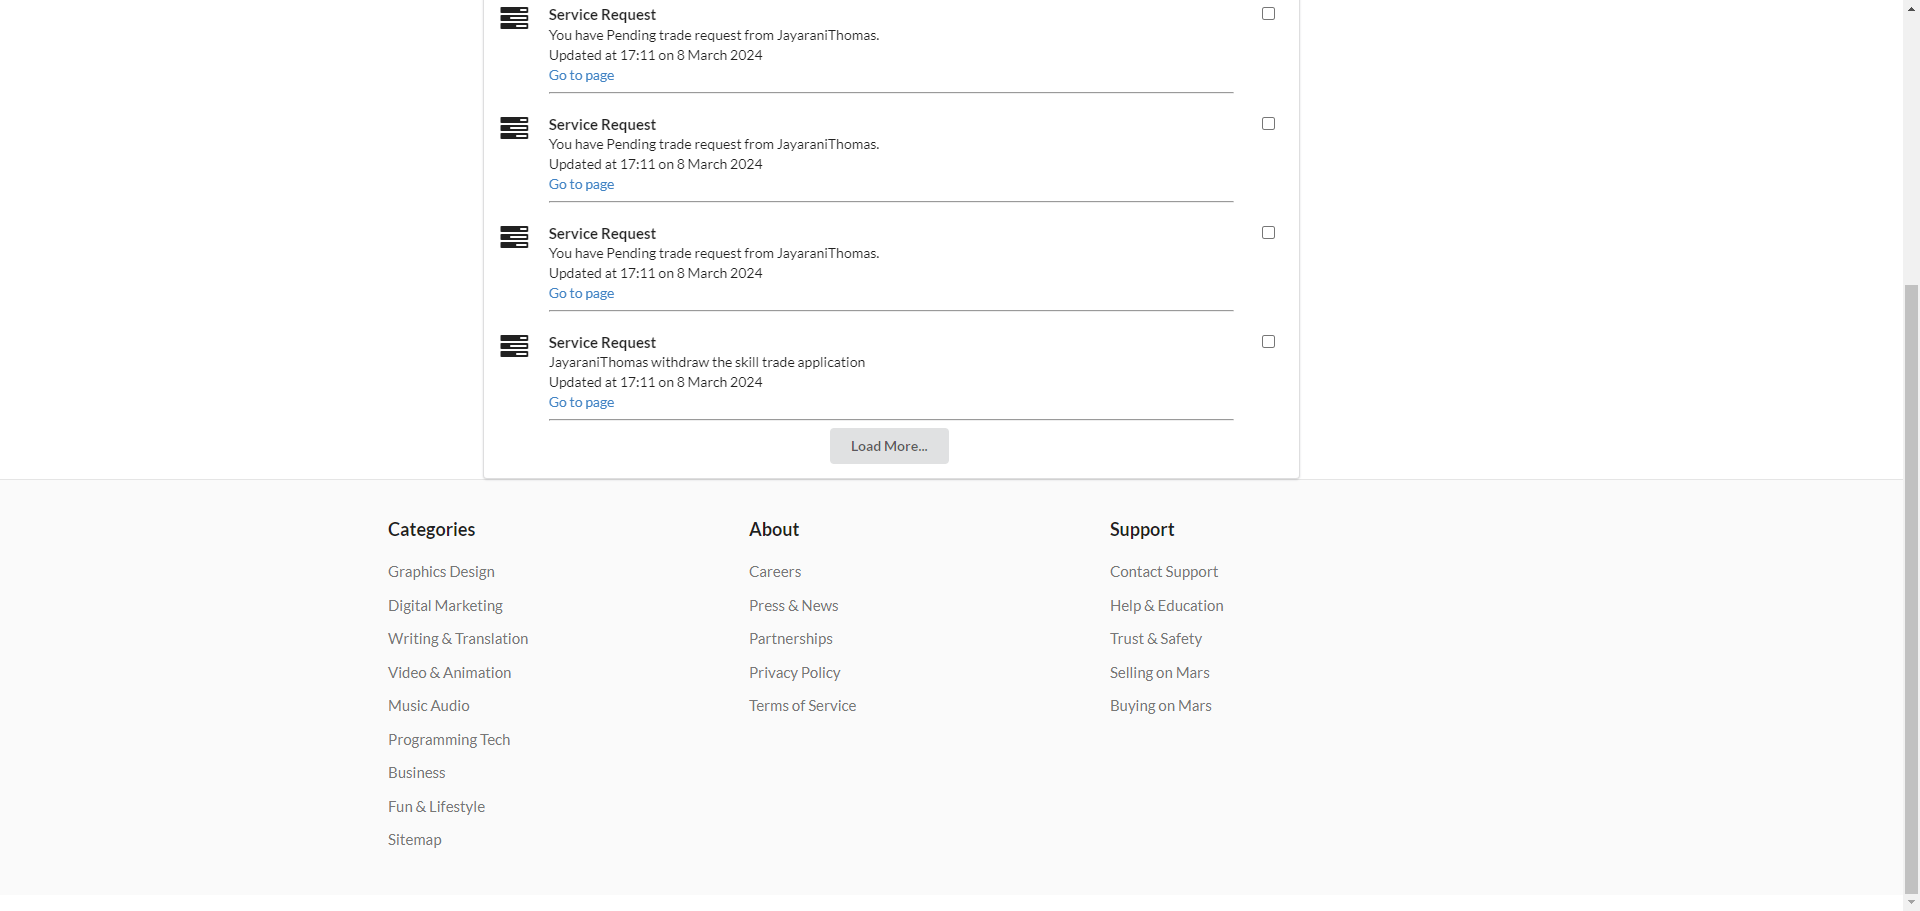 Service Request
You have Pending trade request from JayaraniThomas.
Updated at 17:11 on 8 March 2024
Go to page
Service Request
You have Pending trade request from JayaraniThomas.
Updated at 17:11 on 8 March 2024
Go to page
Service Request
You have Pending trade request from JayaraniThomas.
Updated at 17:11 on 8 March 2024
Go to page
Service Request
JayaraniThomas withdraw the skill trade application
Updated at 17:11 on 8 March 2024
Go to page
Load More...
Categories
Graphics Design
Digital Marketing
Writing & Translation
Video & Animation
Music Audio
Programming Tech
Business
Fun & Lifestyle
Sitemap
About
Careers
Press & News
Partnerships
Privacy Policy
Terms of Service
Support
Contact Support
Help & Education
Trust & Safety
Selling on Mars
Buying on Mars